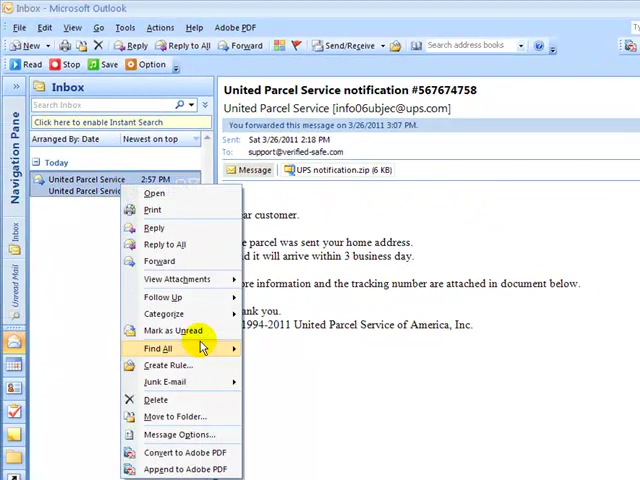 Inbox - Microsoft Outlook
File Edit View Go Tools Actions Help Adobe PDF
New Reply Reply to All Forward Send/Receive Search address books
Read Stop Save Option
Inbox
Search Inbox
Click here to enable Instant Search
Arranged By: Date Newest on top
Today
United Parcel Service 2:57 PM
United Parcel Servic
Navigation Pane
Inbox
Unread Mail
Open
Print
Reply
Reply to All
Forward
View Attachments
Follow Up
Categorize
Mark as Unread
Find All
Create Rule...
Junk E-mail
Delete
Move to Folder...
Message Options...
Convert to Adobe PDF
Append to Adobe PDF
United Parcel Service notification #567674758
United Parcel Service [info06ubjec@ups.com]
You forwarded this message on 3/26/2011 3:07 PM.
Sent: Sat 3/26/2011 2:18 PM
To: support@verified-safe.com
Message UPS notification.zip (6 KB)
ear customer.
e parcel was sent your home address.
d it will arrive within 3 business day.
ore information and the tracking number are attached in document below.
ank you.
1994-2011 United Parcel Service of America, Inc.